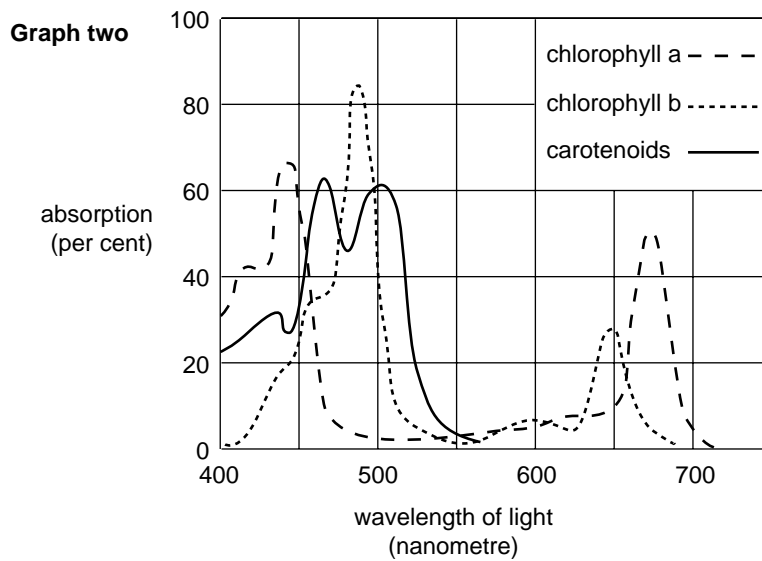 Graph two
absorption
(per cent)
100
80
60
40
20
0
chlorophyll a
chlorophyll b
carotenoids
400
500
600
700
wavelength of light
(nanometre)